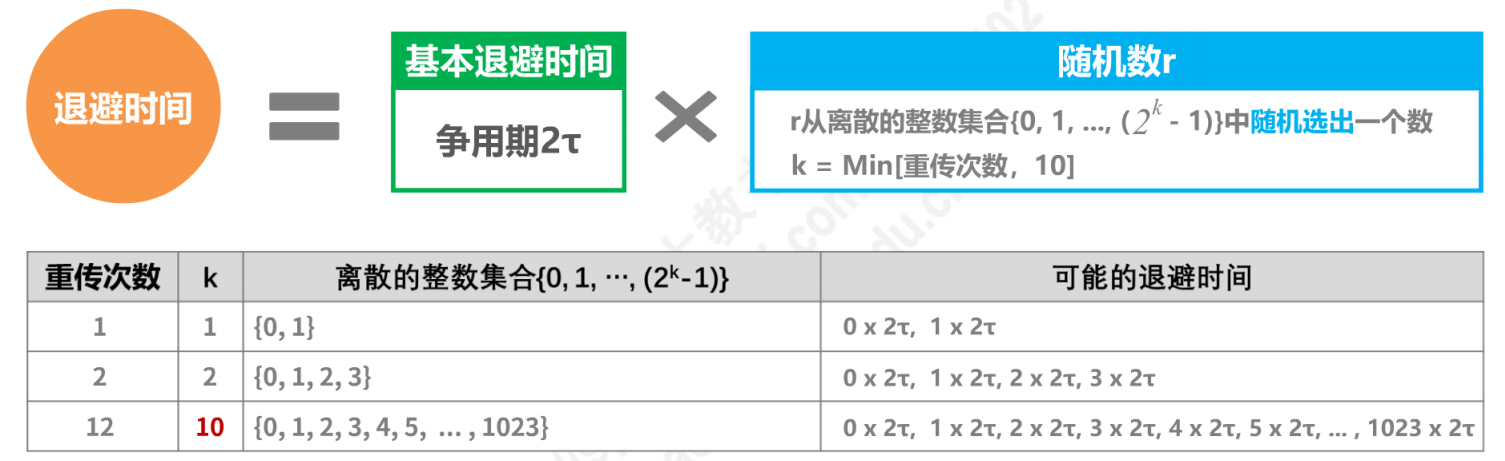 退避时间
=
基本退避时间
争用期2τ
×
随机数r
r从离散的整数集合{0, 1, ..., (2^k - 1)}中随机选出一个数
k = Min[重传次数，10]
重传次数 k 离散的整数集合{0, 1, ···, (2ᵏ-1)} 可能的退避时间
1 1 {0, 1} 0 x 2τ, 1 x 2τ
2 2 {0, 1, 2, 3} 0 x 2τ, 1 x 2τ, 2 x 2τ, 3 x 2τ
12 10 {0, 1, 2, 3, 4, 5, ... , 1023} 0 x 2τ, 1 x 2τ, 2 x 2τ, 3 x 2τ, 4 x 2τ, 5 x 2τ, ... , 1023 x 2τ